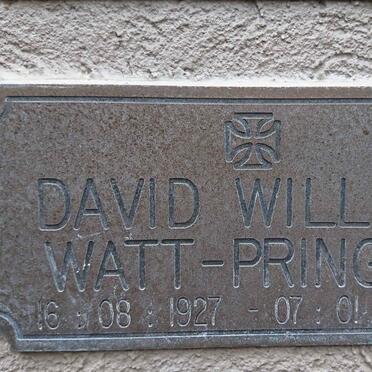 DAVID WILL
WATT-PRING
16 : 08 : 1927 - 07 : 01